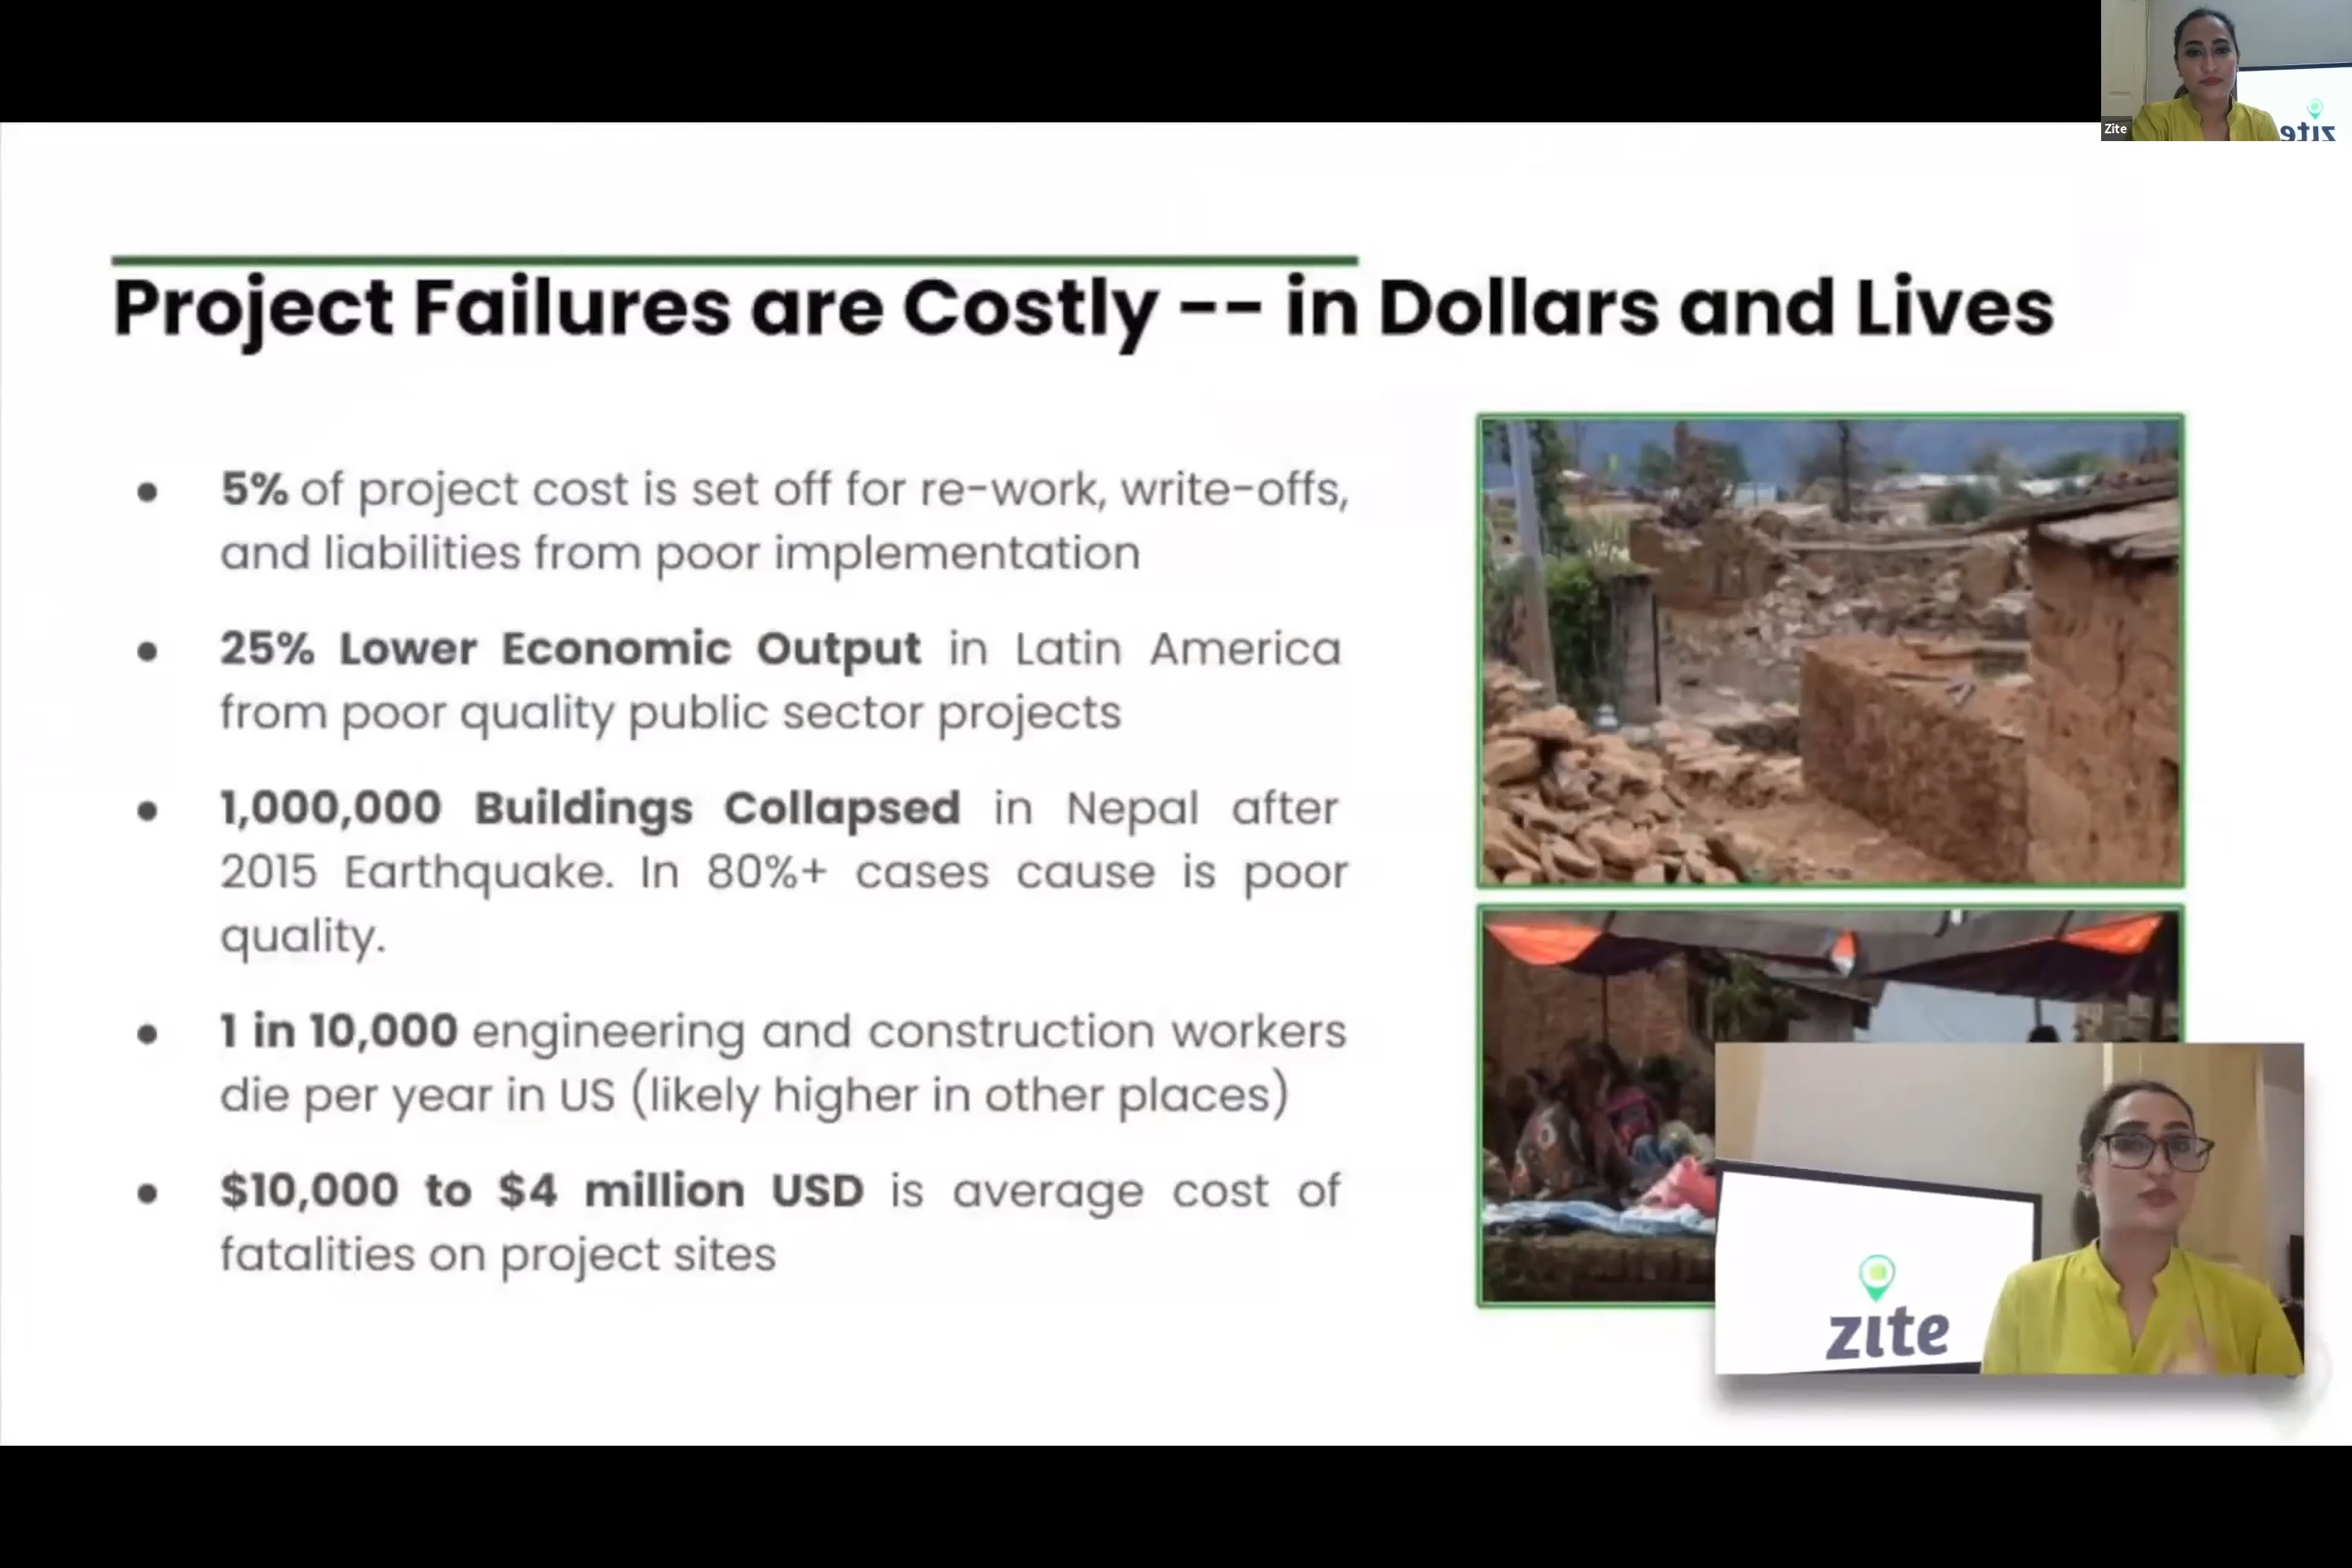 Zite
zite
Project Failures are Costly -- in Dollars and Lives
5% of project cost is set off for re-work, write-offs,
and liabilities from poor implementation
25% Lower Economic Output in Latin America
from poor quality public sector projects
1,000,000 Buildings Collapsed in Nepal after
2015 Earthquake. In 80%+ cases cause is poor
quality.
1 in 10,000 engineering and construction workers
die per year in US (likely higher in other places)
$10,000 to $4 million USD is average cost of
fatalities on project sites
zite